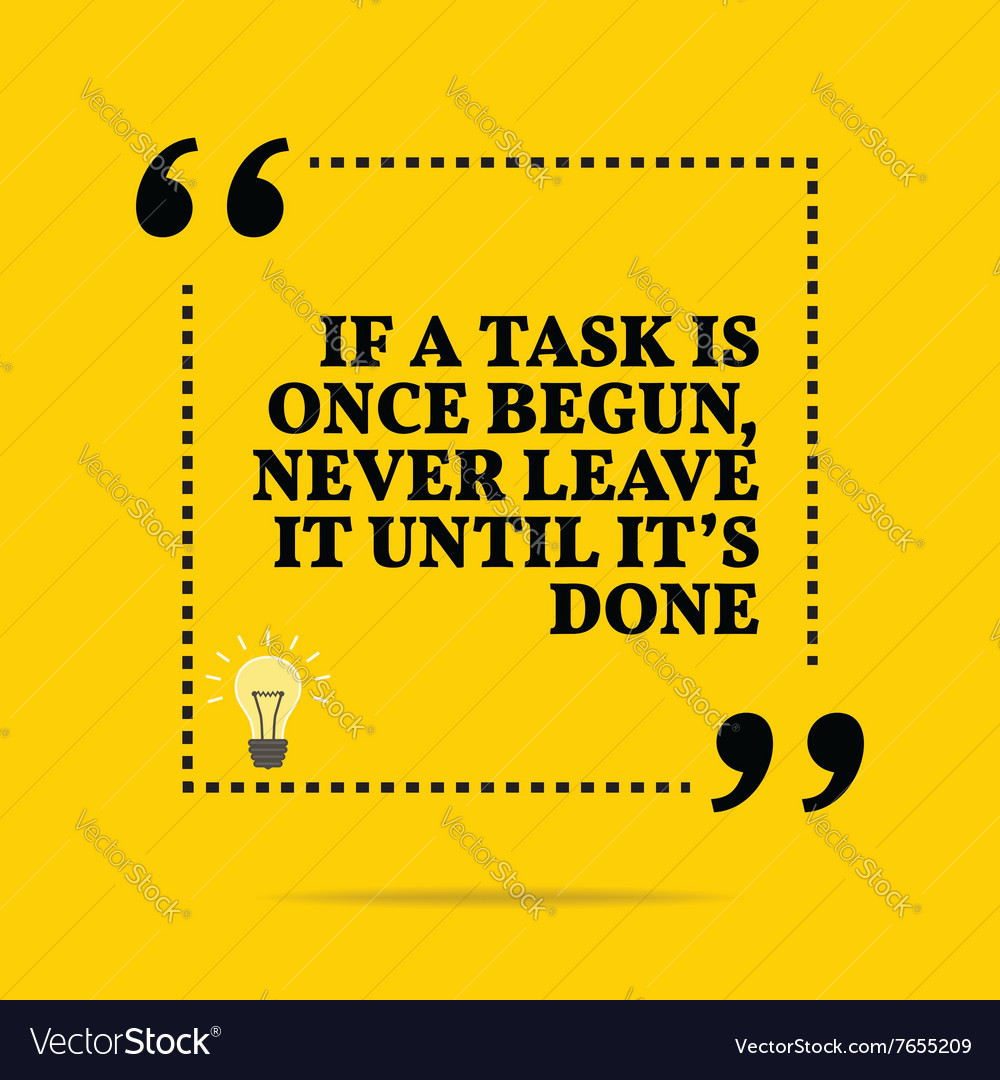 IF A TASK IS
ONCE BEGUN,
NEVER LEAVE
IT UNTIL IT’S
DONE
VectorStock®
VectorStock.com/7655209